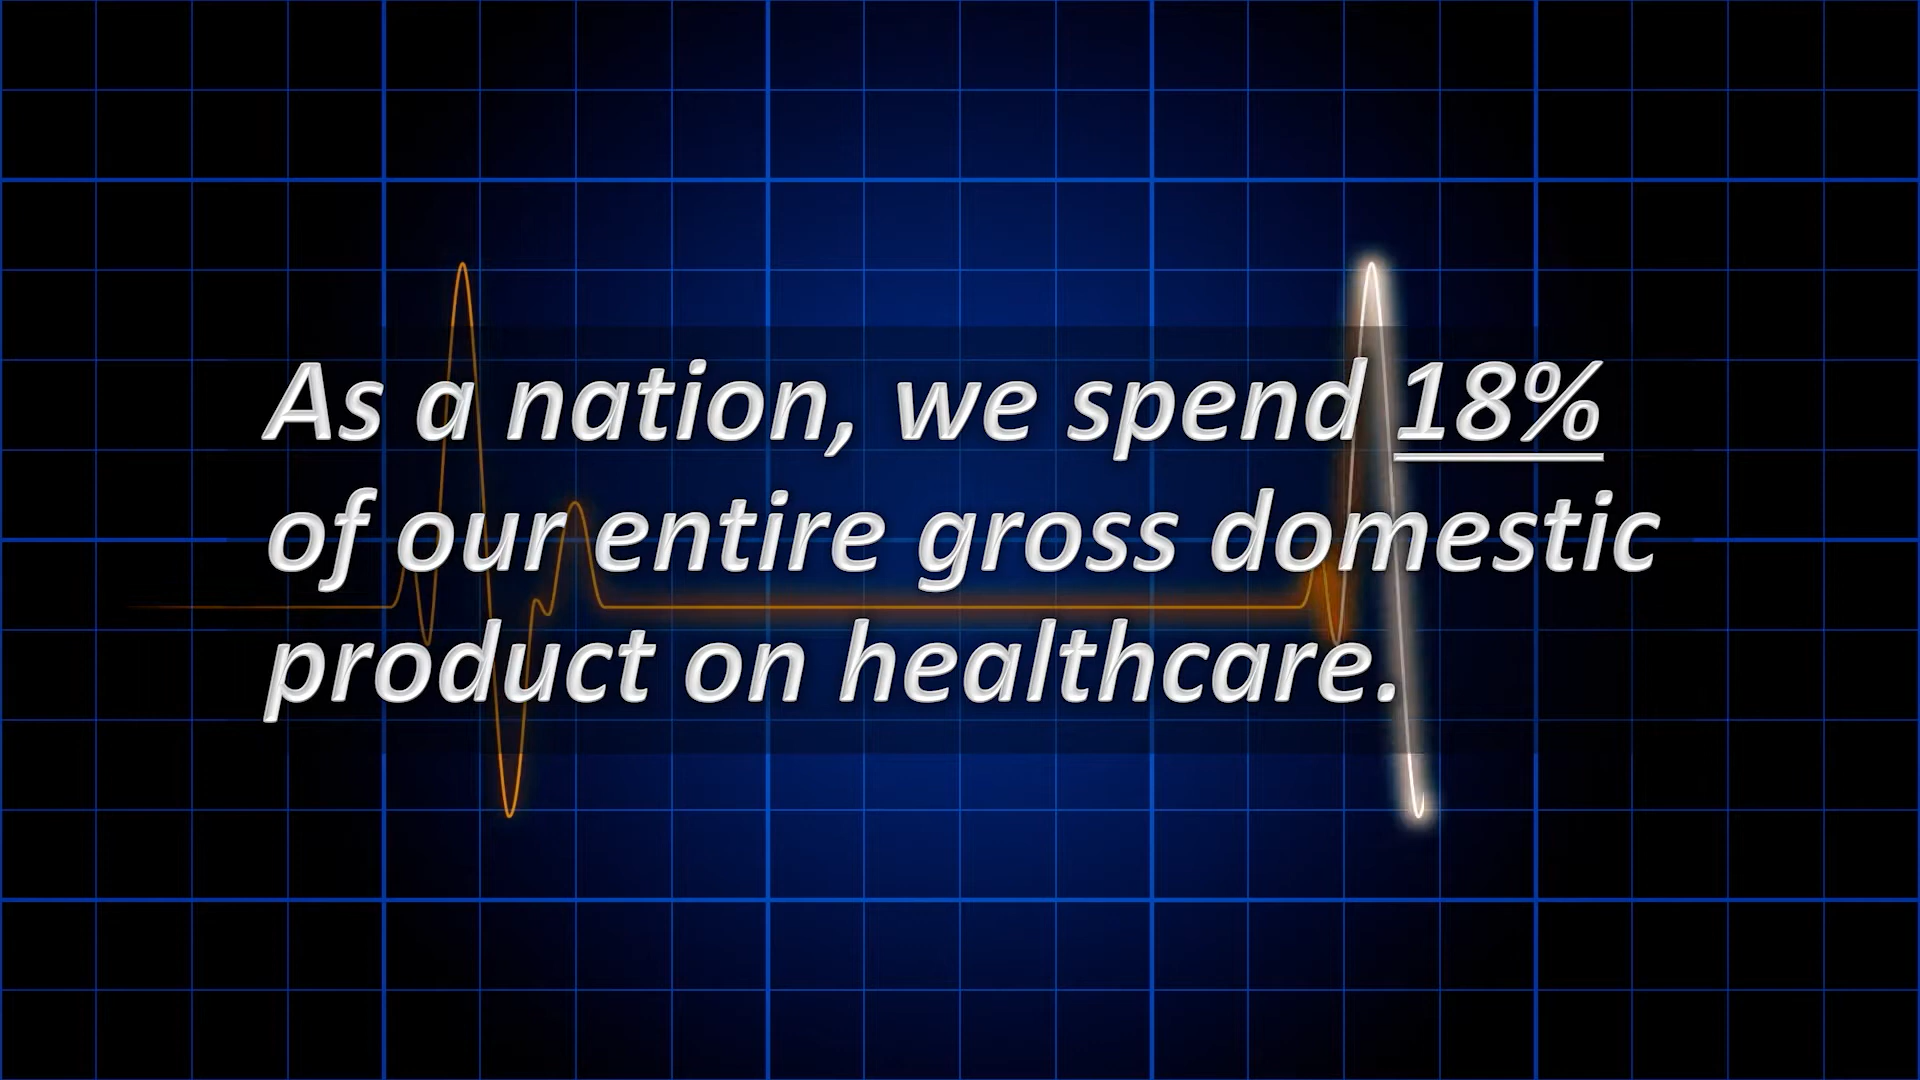 As a nation, we spend 18%
of our entire gross domestic
product on healthcare.